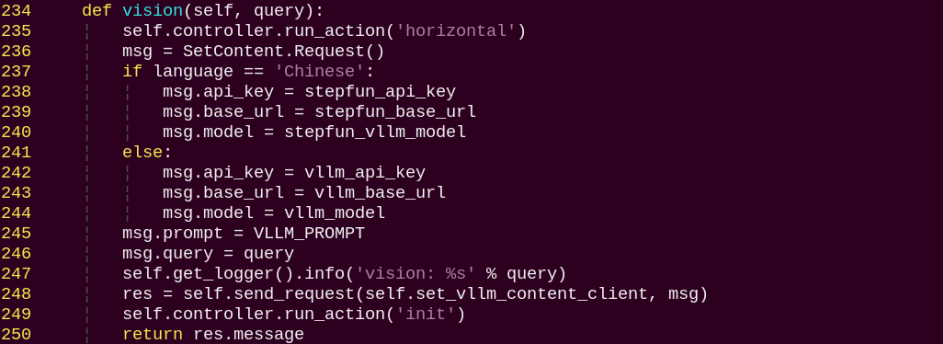 234     def vision(self, query):
235         self.controller.run_action('horizontal')
236         msg = SetContent.Request()
237         if language == 'Chinese':
238             msg.api_key = stepfun_api_key
239             msg.base_url = stepfun_base_url
240             msg.model = stepfun_vllm_model
241         else:
242             msg.api_key = vllm_api_key
243             msg.base_url = vllm_base_url
244             msg.model = vllm_model
245         msg.prompt = VLLM_PROMPT
246         msg.query = query
247         self.get_logger().info('vision: %s' % query)
248         res = self.send_request(self.set_vllm_content_client, msg)
249         self.controller.run_action('init')
250         return res.message